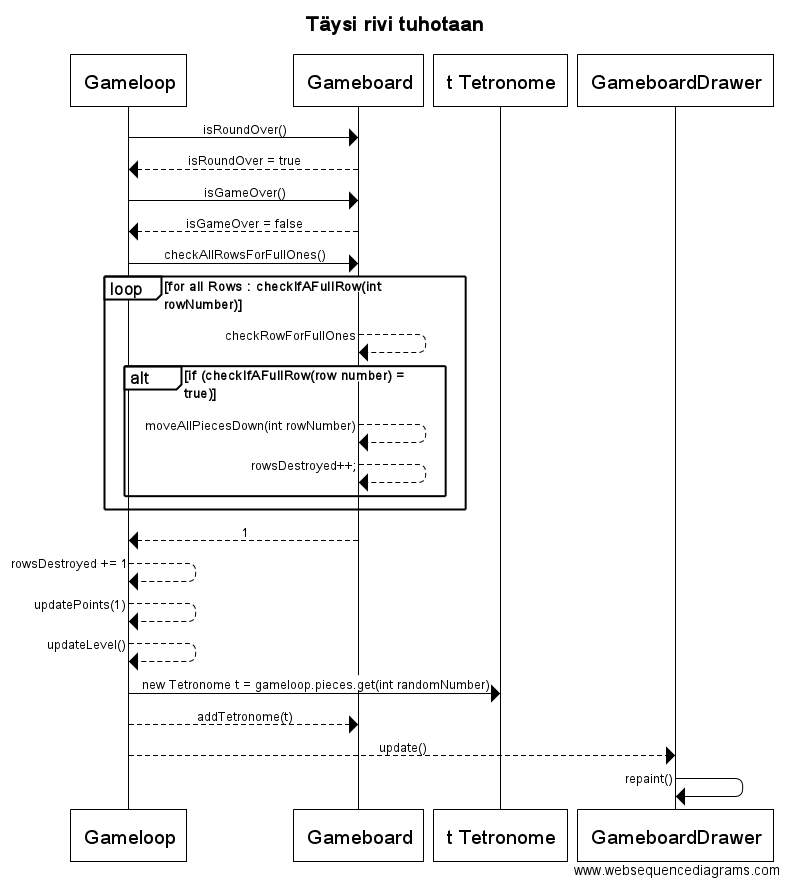 Täysi rivi tuhotaan
Gameloop
Gameboard
t Tetronome
GameboardDrawer
isRoundOver()
isRoundOver = true
isGameOver()
isGameOver = false
checkAllRowsForFullOnes()
loop
[for all Rows : checkIfAFullRow(int
rowNumber)]
checkRowForFullOnes
alt
[if (checkIfAFullRow(row number) =
true)]
moveAllPiecesDown(int rowNumber)
rowsDestroyed++;
1
rowsDestroyed += 1
updatePoints(1)
updateLevel()
new Tetronome t = gameloop.pieces.get(int randomNumber)
addTetronome(t)
update()
repaint()
Gameloop
Gameboard
t Tetronome
GameboardDrawer
www.websequencediagrams.com